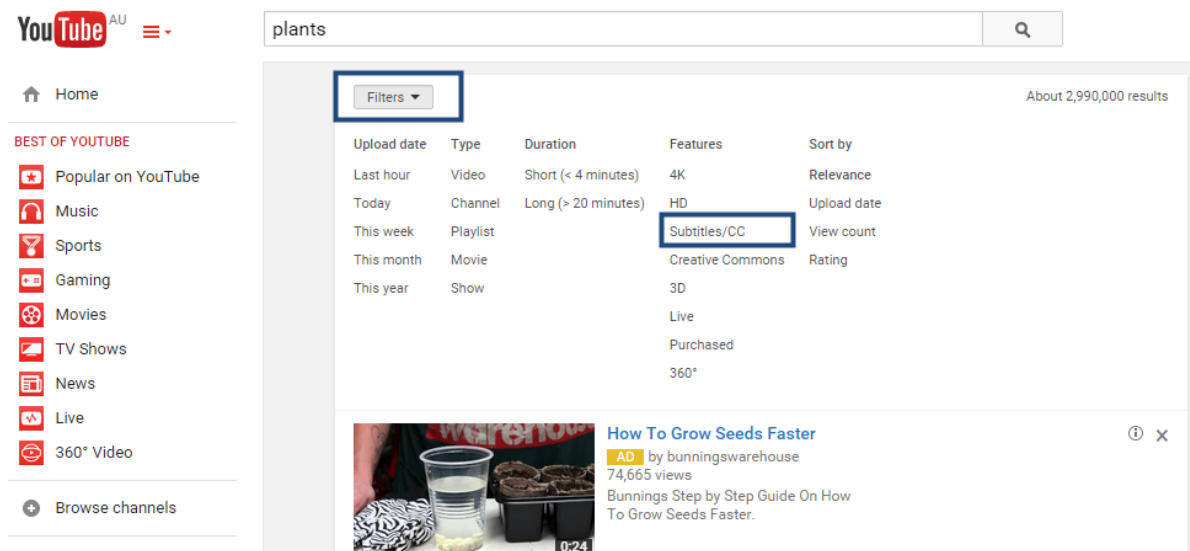 YouTube AU
plants
Home
BEST OF YOUTUBE
Popular on YouTube
Music
Sports
Gaming
Movies
TV Shows
News
Live
360° Video
Browse channels
Filters
About 2,990,000 results
Upload date Type Duration Features Sort by
Last hour Video Short (< 4 minutes) 4K Relevance
Today Channel Long (> 20 minutes) HD Upload date
This week Playlist Subtitles/CC View count
This month Movie Creative Commons Rating
This year Show 3D
Live
Purchased
360°
warehouse
0:24
How To Grow Seeds Faster
AD by bunningswarehouse
74,665 views
Bunnings Step by Step Guide On How
To Grow Seeds Faster.